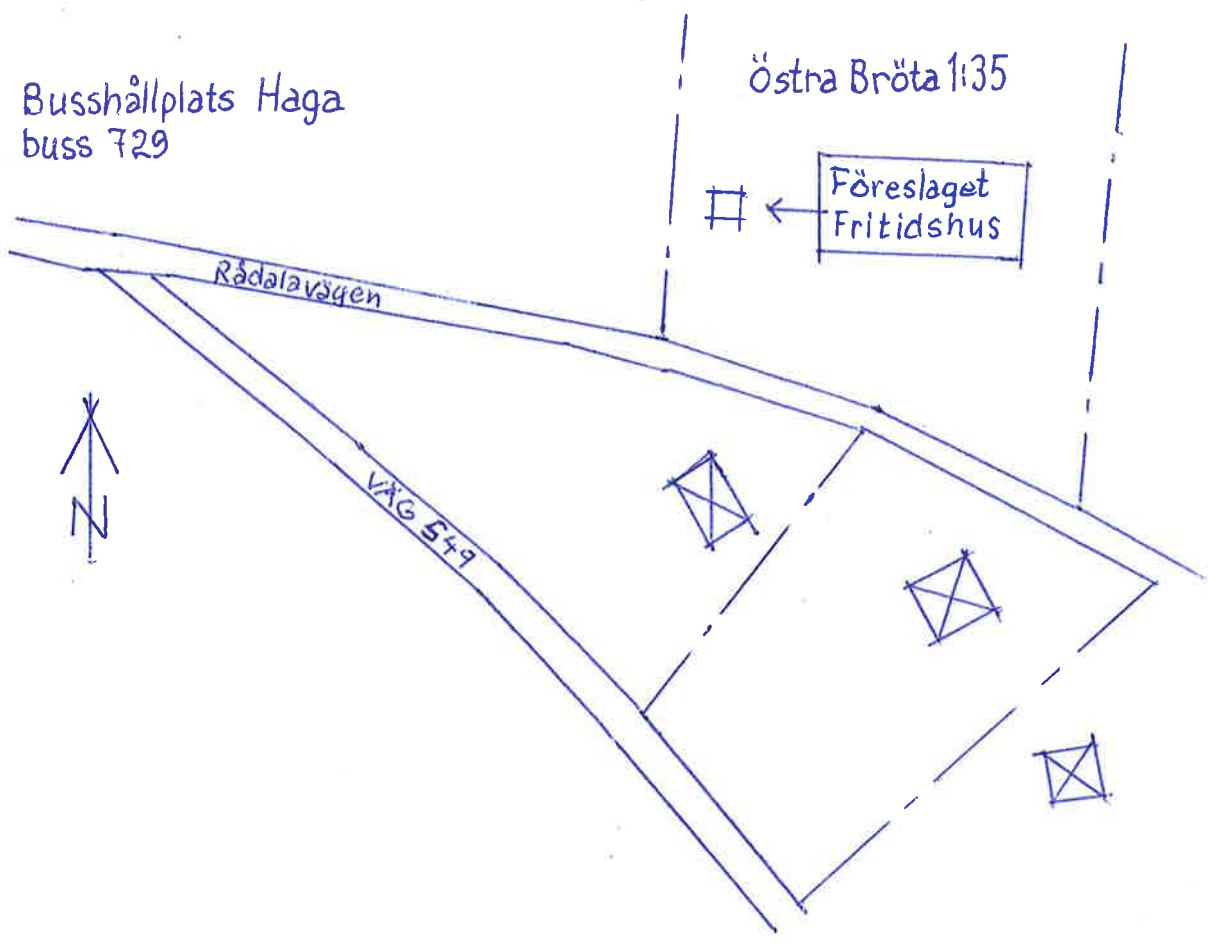 Busshållplats Haga
buss 729
Östra Bröta 1:35
Föreslaget
Fritidshus
Rådalavägen
VÄG 549
N